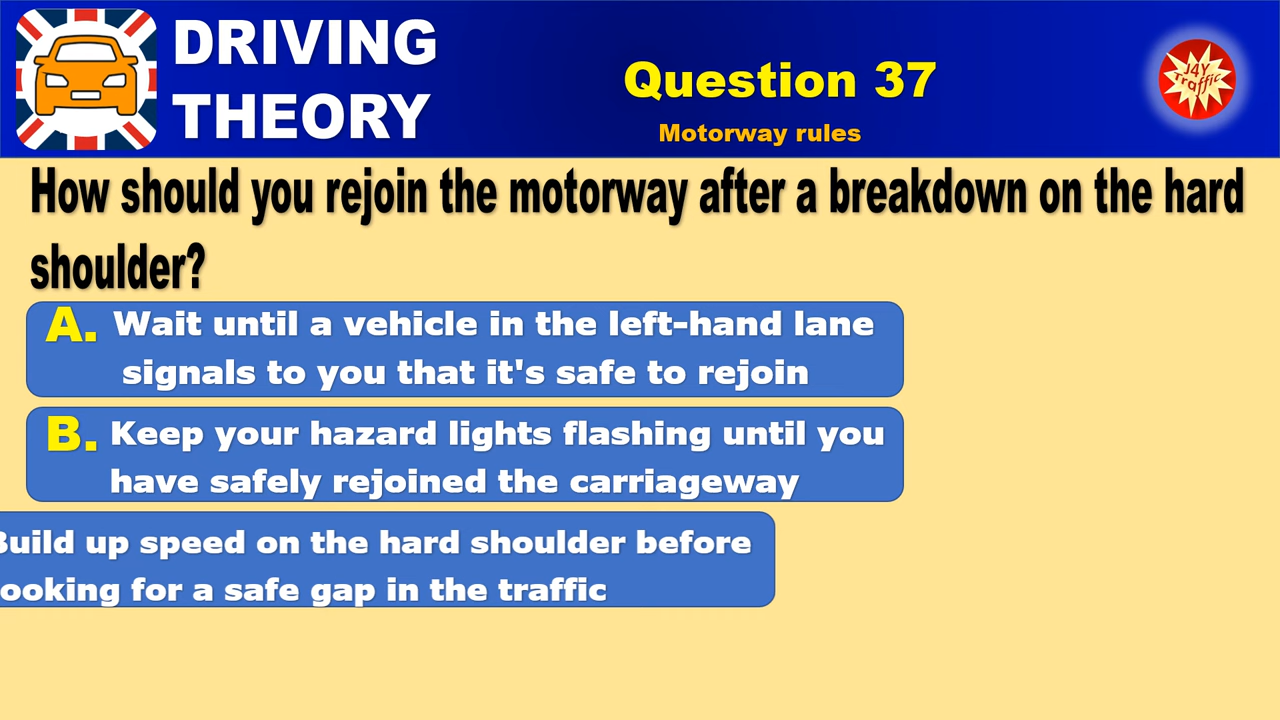 DRIVING
THEORY
Question 37
Motorway rules
J4Y
Traffic
How should you rejoin the motorway after a breakdown on the hard
shoulder?
A. Wait until a vehicle in the left-hand lane
signals to you that it's safe to rejoin
B. Keep your hazard lights flashing until you
have safely rejoined the carriageway
Build up speed on the hard shoulder before
ooking for a safe gap in the traffic